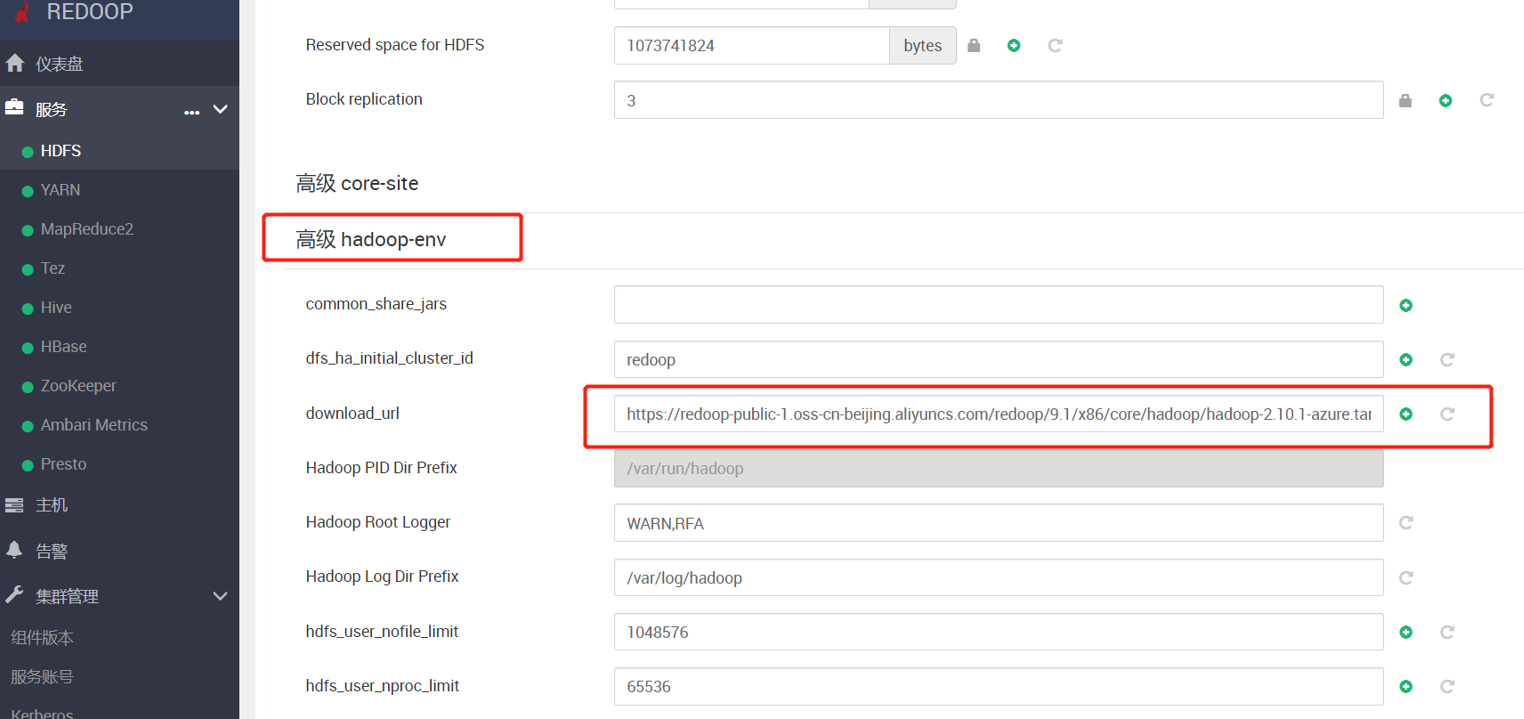 REDOOP
仪表盘
服务
HDFS
YARN
MapReduce2
Tez
Hive
HBase
ZooKeeper
Ambari Metrics
Presto
主机
告警
集群管理
组件版本
服务账号
Kerberos
Reserved space for HDFS
1073741824
bytes
Block replication
3
高级 core-site
高级 hadoop-env
common_share_jars
dfs_ha_initial_cluster_id
redoop
download_url
https://redoop-public-1.oss-cn-beijing.aliyuncs.com/redoop/9.1/x86/core/hadoop/hadoop-2.10.1-azure.tar
Hadoop PID Dir Prefix
/var/run/hadoop
Hadoop Root Logger
WARN,RFA
Hadoop Log Dir Prefix
/var/log/hadoop
hdfs_user_nofile_limit
1048576
hdfs_user_nproc_limit
65536